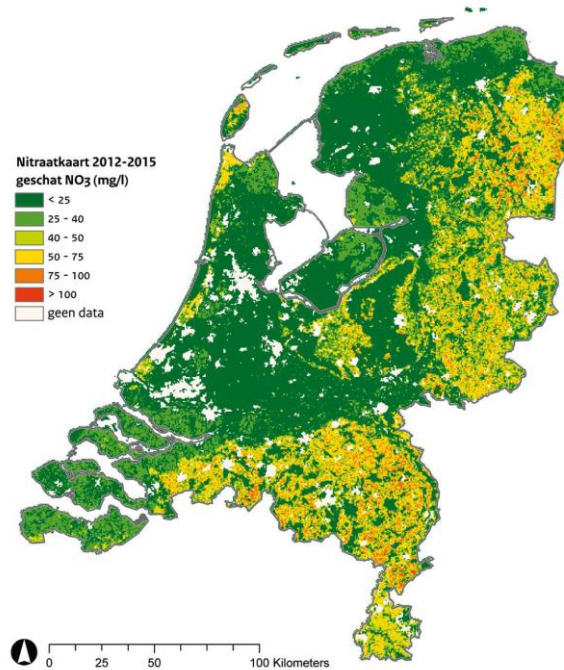 Nitraatkaart 2012-2015
geschat NO3 (mg/l)
< 25
25 - 40
40 - 50
50 - 75
75 - 100
> 100
geen data
0 25 50 100 Kilometers